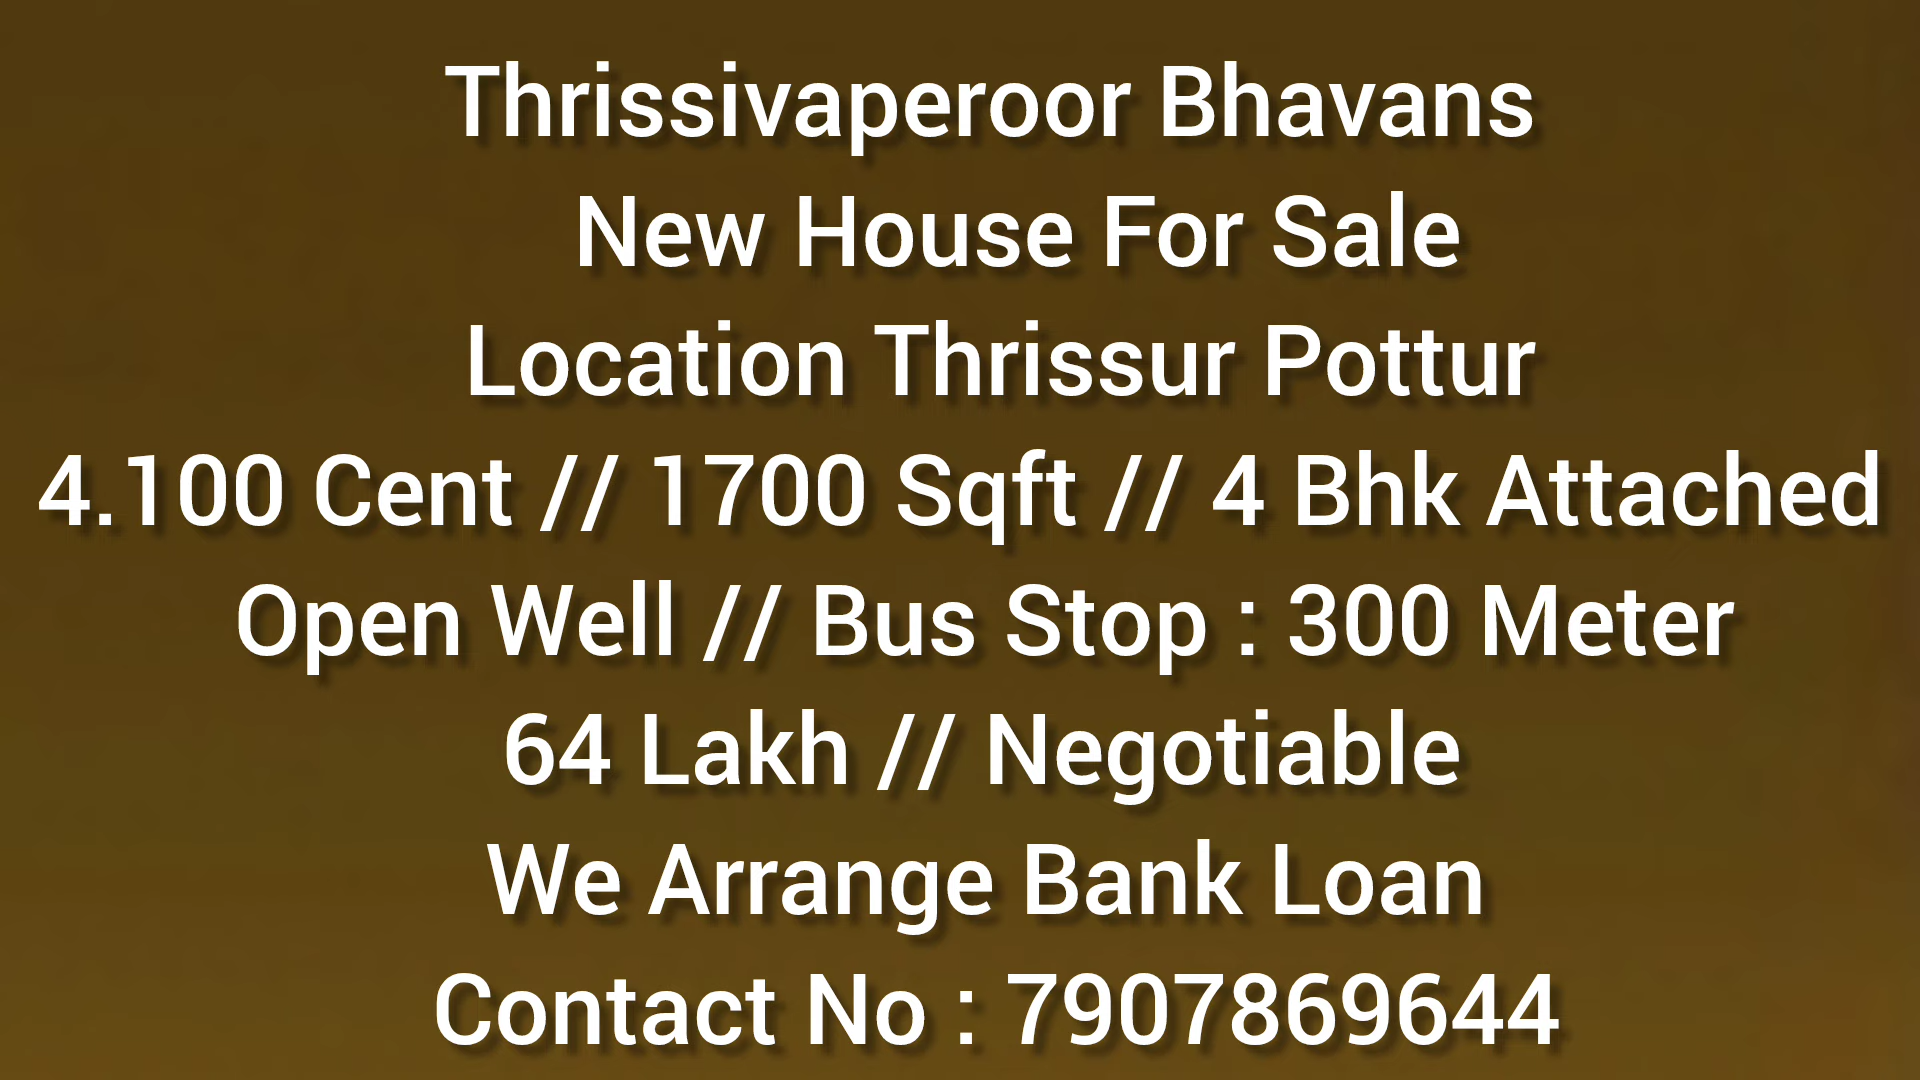 Thrissivaperoor Bhavans
New House For Sale
Location Thrissur Pottur
4.100 Cent // 1700 Sqft // 4 Bhk Attached
Open Well // Bus Stop : 300 Meter
64 Lakh // Negotiable
We Arrange Bank Loan
Contact No : 7907869644